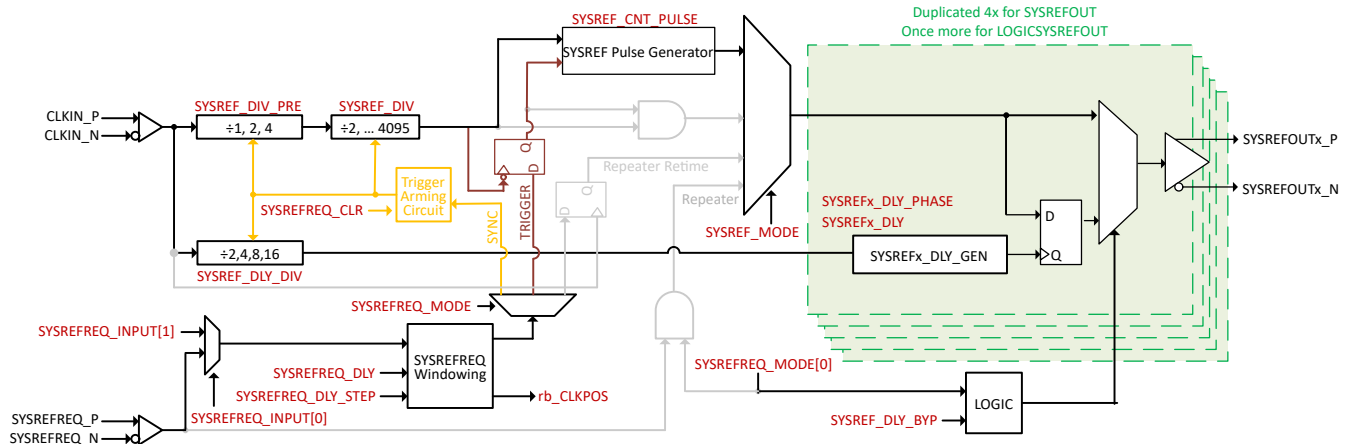 Duplicated 4x for SYSREFOUT
Once more for LOGICSYSREFOUT
SYSREF_CNT_PULSE
SYSREF Pulse Generator
CLKIN_P
CLKIN_N
SYSREF_DIV_PRE
÷1, 2, 4
SYSREF_DIV
÷2, ... 4095
Q
D
Trigger
Arming
Circuit
SYSREFREQ_CLR
SYNC
TRIGGER
Repeater Retime
Q
D
Repeater
SYSREF_MODE
SYSREFOUTx_P
SYSREFOUTx_N
SYSREFx_DLY_PHASE
SYSREFx_DLY
SYSREFx_DLY_GEN
D
Q
÷2,4,8,16
SYSREF_DLY_DIV
SYSREFREQ_MODE
SYSREFREQ_INPUT[1]
SYSREFREQ_INPUT[0]
SYSREFREQ
Windowing
SYSREFREQ_DLY
SYSREFREQ_DLY_STEP
rb_CLKPOS
SYSREFREQ_P
SYSREFREQ_N
SYSREFREQ_MODE[0]
SYSREF_DLY_BYP
LOGIC